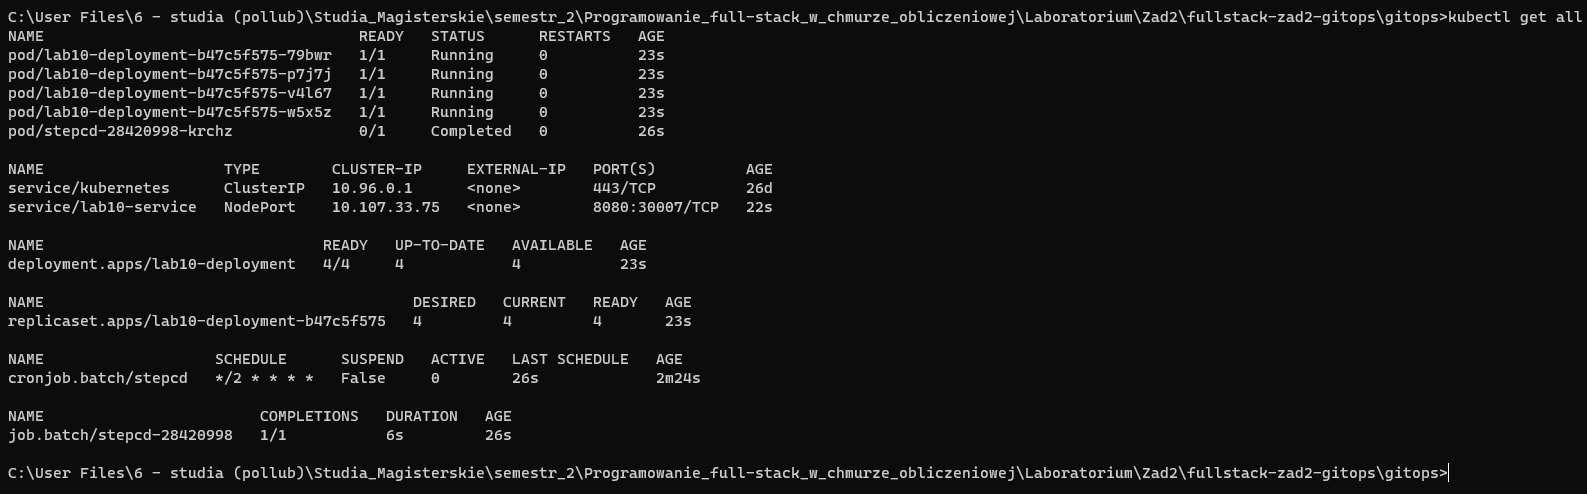 C:\User Files\6 - studia (pollub)\Studia_Magisterskie\semestr_2\Programowanie_full-stack_w_chmurze_obliczeniowej\Laboratorium\Zad2\fullstack-zad2-gitops\gitops>kubectl get all
NAME                                   READY   STATUS      RESTARTS   AGE
pod/lab10-deployment-b47c5f575-79bwr   1/1     Running     0          23s
pod/lab10-deployment-b47c5f575-p7j7j   1/1     Running     0          23s
pod/lab10-deployment-b47c5f575-v4l67   1/1     Running     0          23s
pod/lab10-deployment-b47c5f575-w5x5z   1/1     Running     0          23s
pod/stepcd-28420998-krchz              0/1     Completed   0          26s
NAME                    TYPE        CLUSTER-IP     EXTERNAL-IP   PORT(S)          AGE
service/kubernetes      ClusterIP   10.96.0.1      <none>        443/TCP          26d
service/lab10-service   NodePort    10.107.33.75   <none>        8080:30007/TCP   22s
NAME                               READY   UP-TO-DATE   AVAILABLE   AGE
deployment.apps/lab10-deployment   4/4     4            4           23s
NAME                                         DESIRED   CURRENT   READY   AGE
replicaset.apps/lab10-deployment-b47c5f575   4         4         4       23s
NAME                   SCHEDULE      SUSPEND   ACTIVE   LAST SCHEDULE   AGE
cronjob.batch/stepcd   */2 * * * *   False     0        26s             2m24s
NAME                        COMPLETIONS   DURATION   AGE
job.batch/stepcd-28420998   1/1           6s         26s
C:\User Files\6 - studia (pollub)\Studia_Magisterskie\semestr_2\Programowanie_full-stack_w_chmurze_obliczeniowej\Laboratorium\Zad2\fullstack-zad2-gitops\gitops>